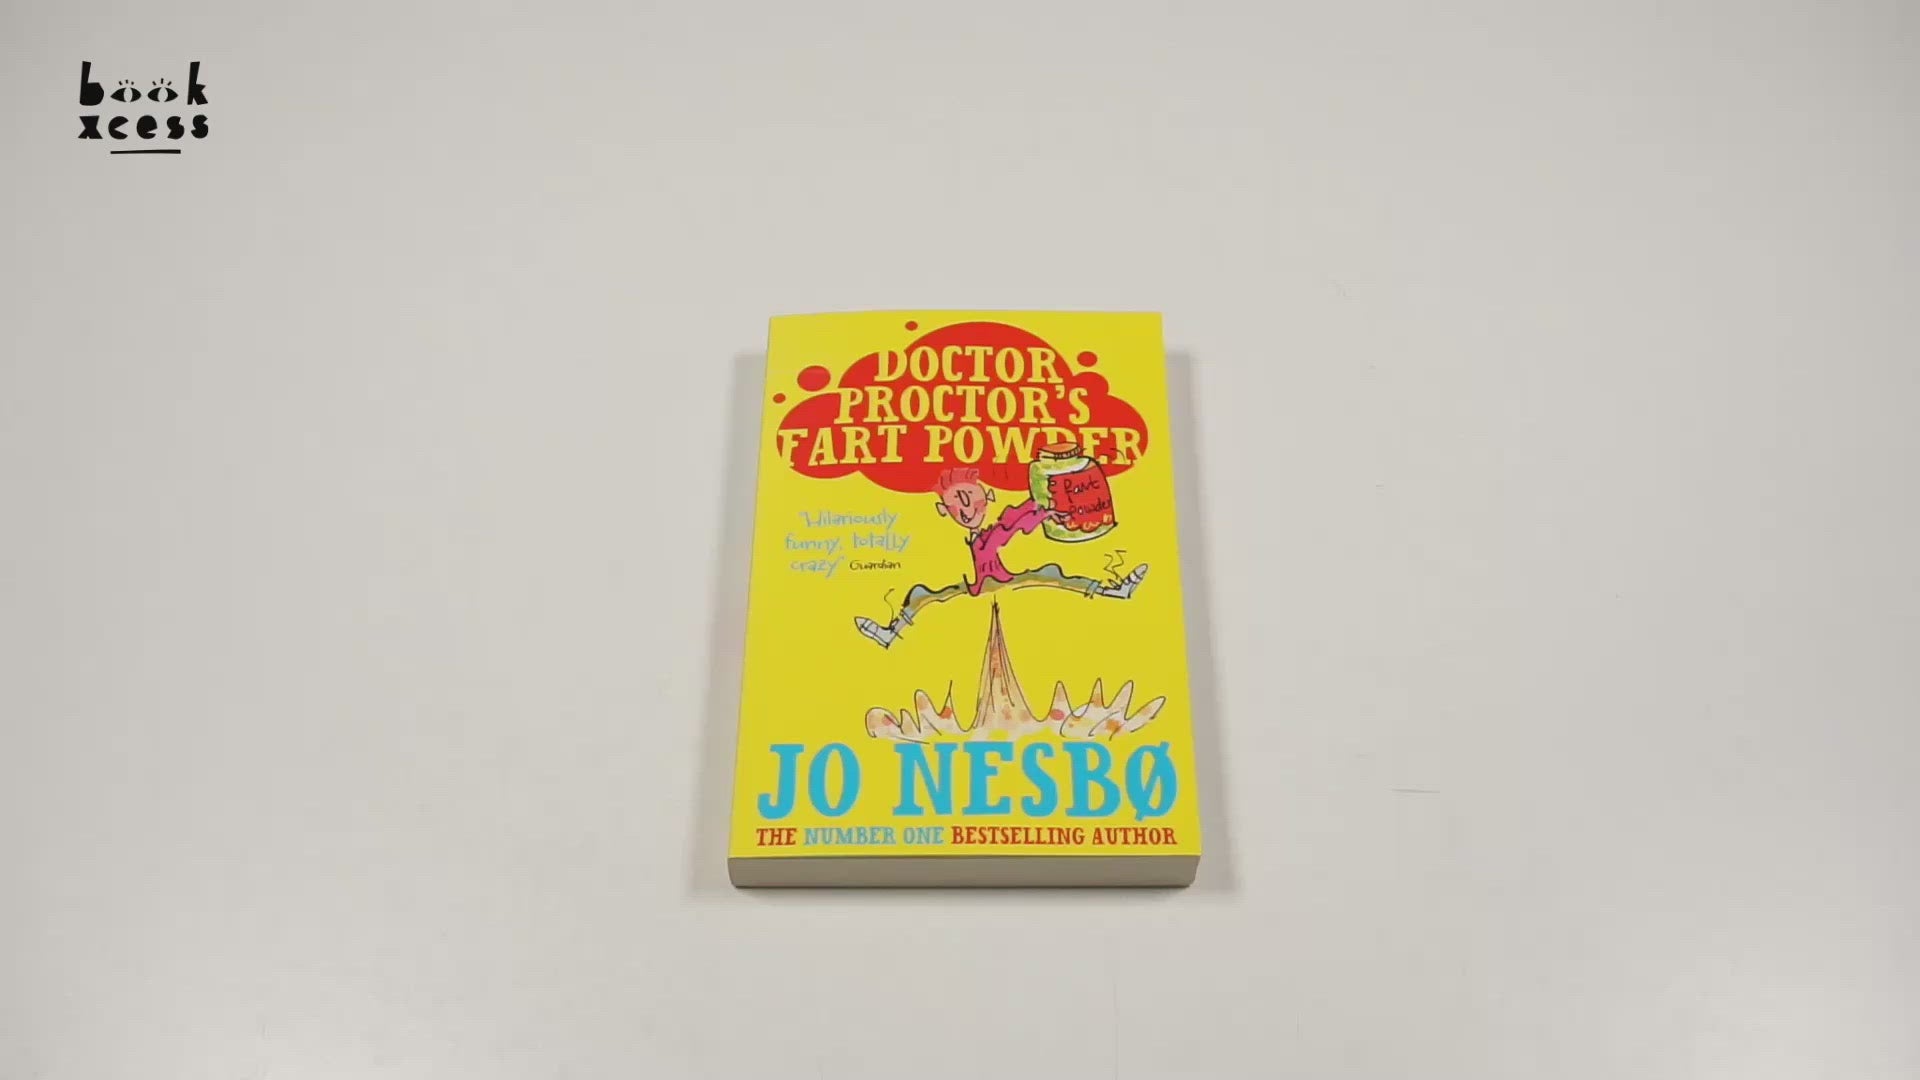 book
xcess
DOCTOR
PROCTOR'S
FART POWDER
fart
powder
"Hilariously
funny, totally
crazy" Guardian
JO NESBØ
THE NUMBER ONE BESTSELLING AUTHOR